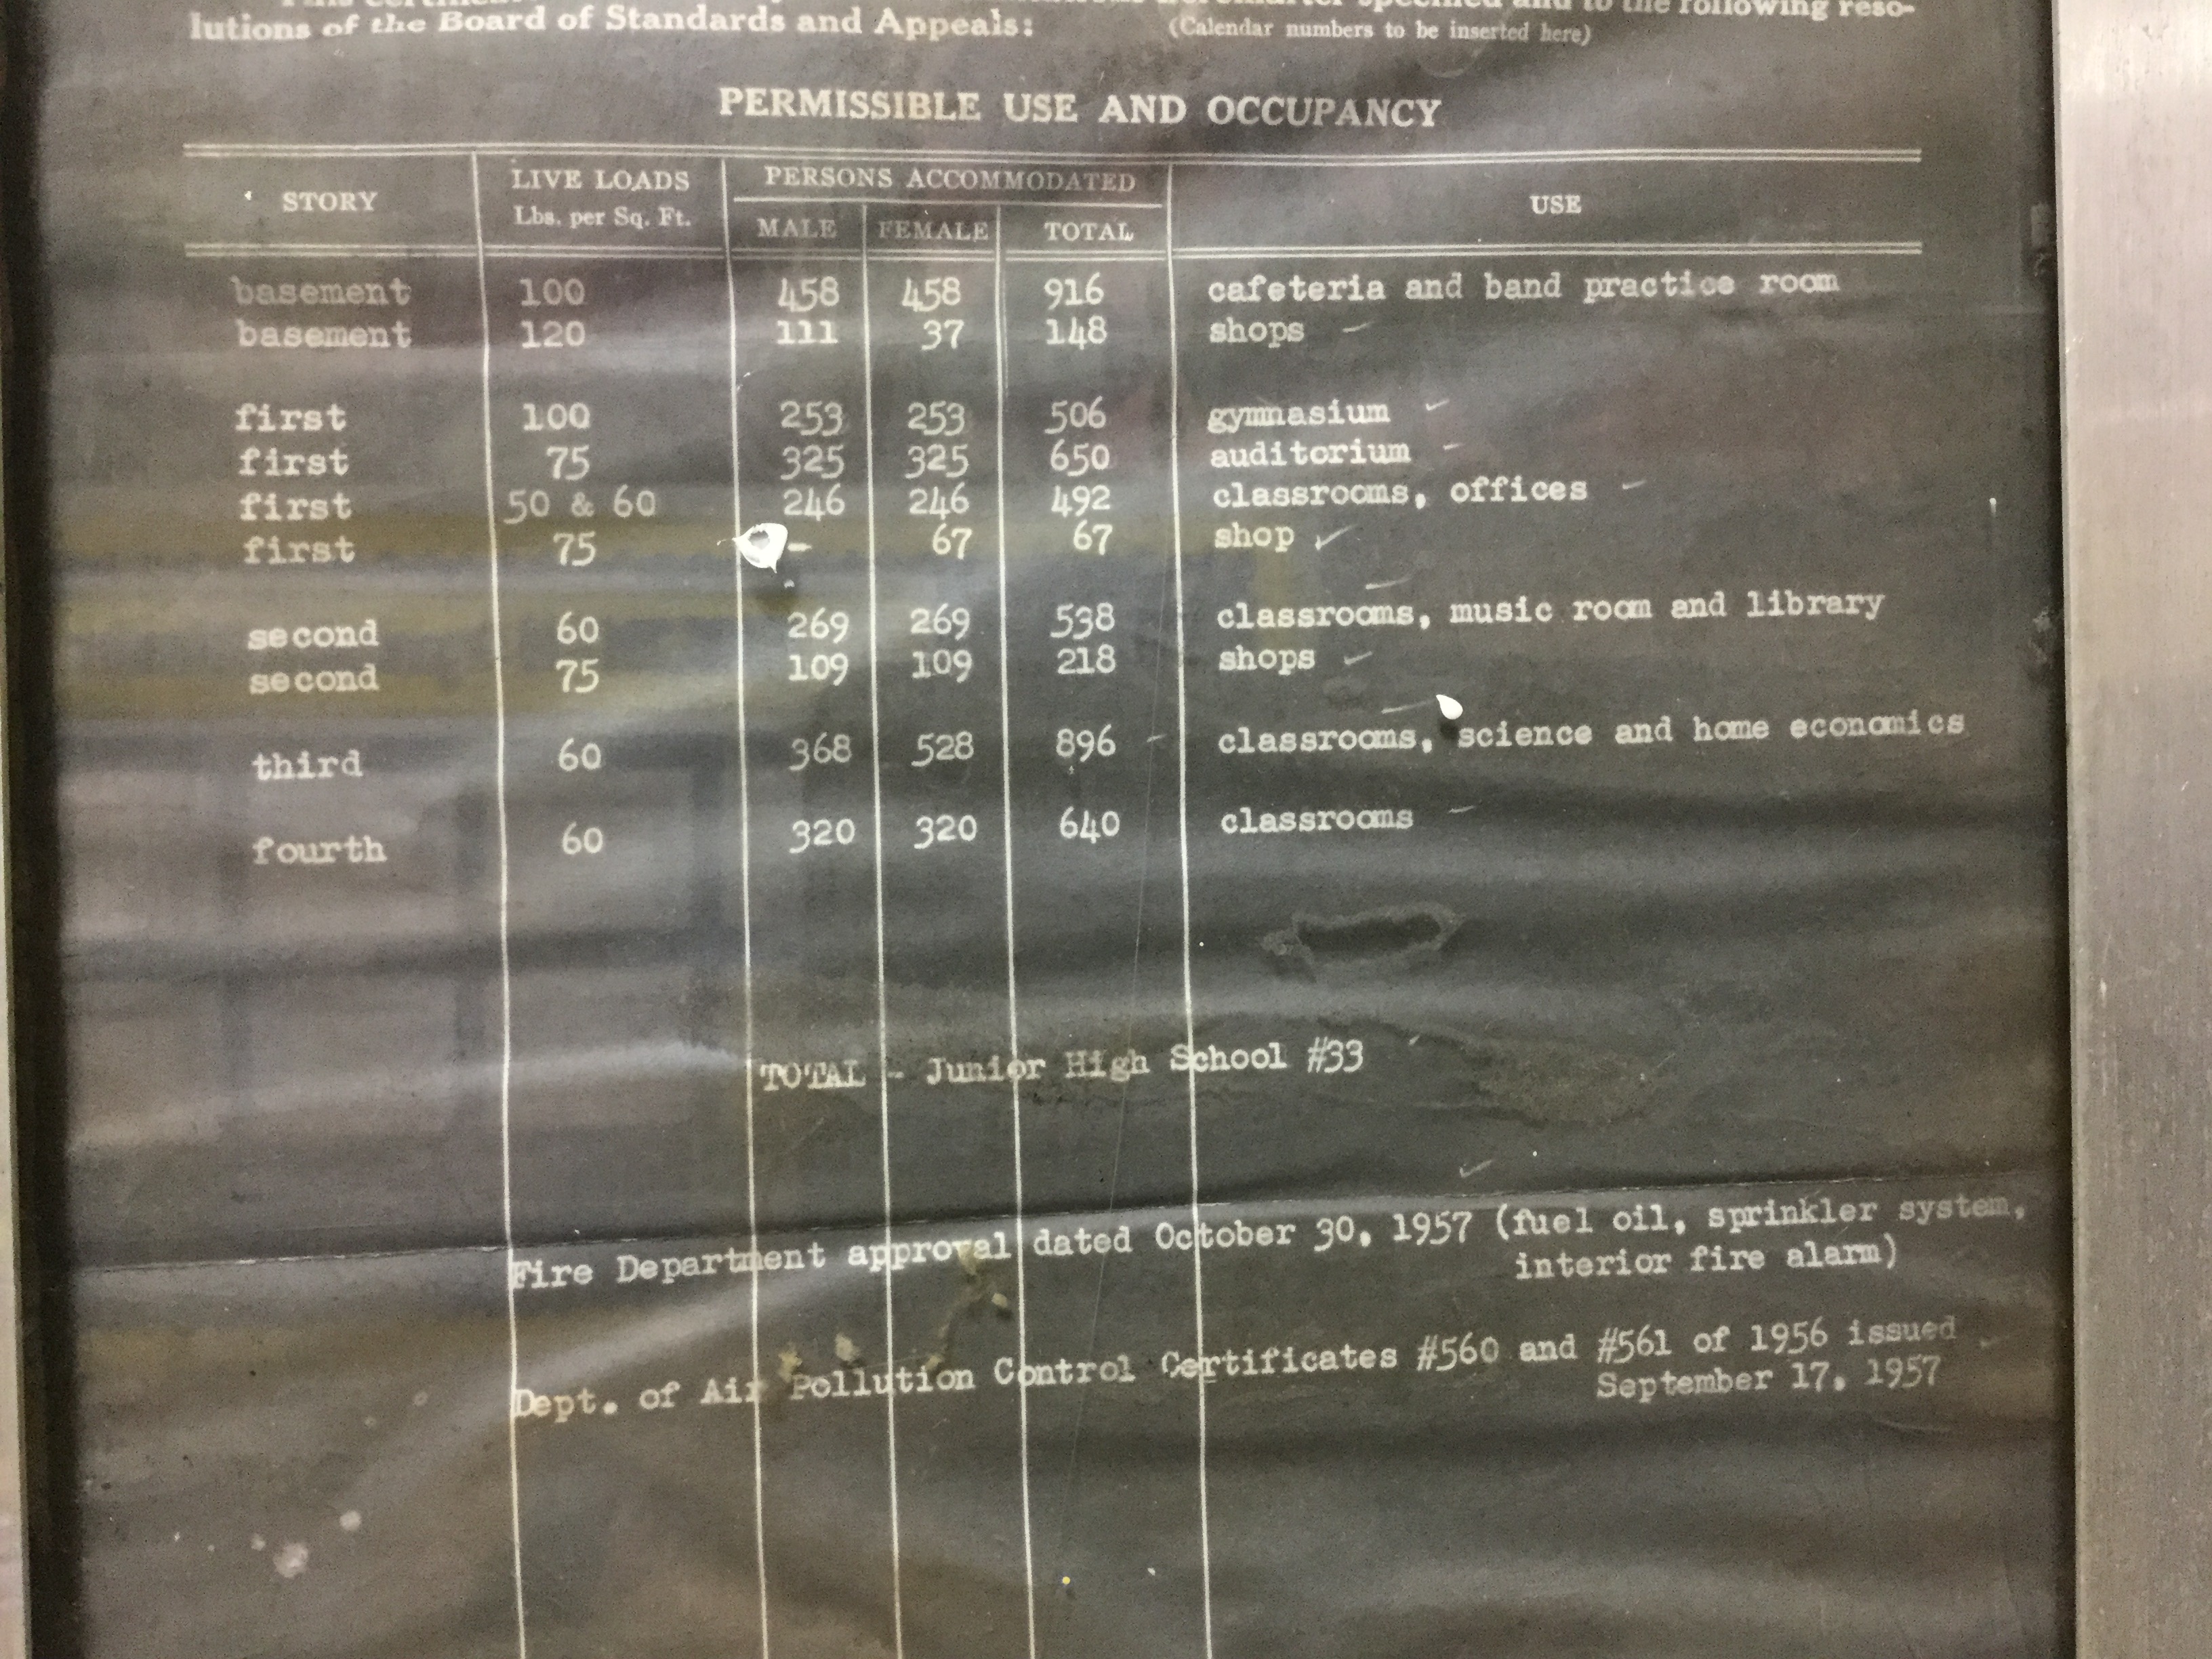 lutions of the Board of Standards and Appeals: (Calendar numbers to be inserted here)
PERMISSIBLE USE AND OCCUPANCY
STORY LIVE LOADS Lbs. per Sq. Ft. PERSONS ACCOMMODATED USE
MALE FEMALE TOTAL
basement 100 458 458 916 cafeteria and band practice room
basement 120 111 37 148 shops
first 100 253 253 506 gymnasium
first 75 325 325 650 auditorium
first 50 & 60 246 246 492 classrooms, offices
first 75 - 67 67 shop
second 60 269 269 538 classrooms, music room and library
second 75 109 109 218 shops
third 60 368 528 896 classrooms, science and home economics
fourth 60 320 320 640 classrooms
TOTAL - Junior High School #33
Fire Department approval dated October 30, 1957 (fuel oil, sprinkler system,
interior fire alarm)
Dept. of Air Pollution Control Certificates #560 and #561 of 1956 issued
September 17, 1957